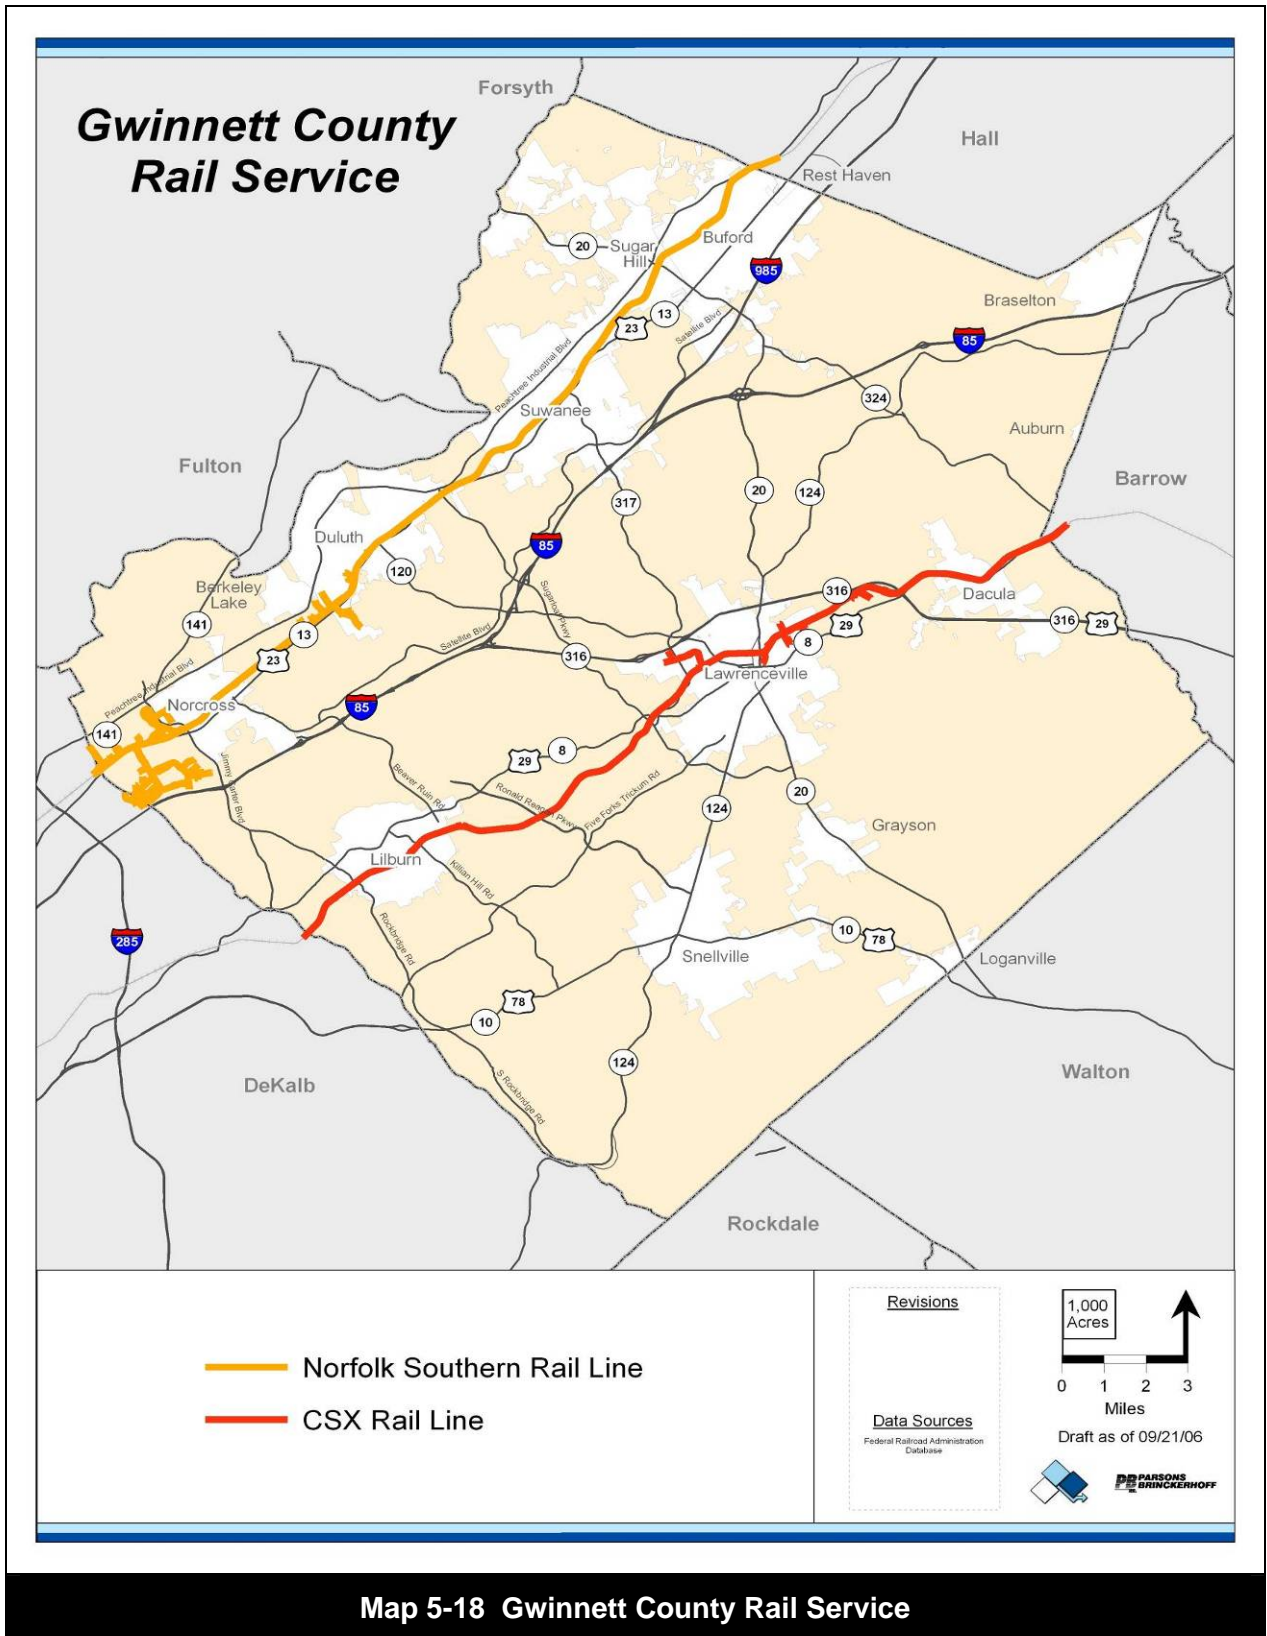 Gwinnett County
Rail Service
Forsyth
Hall
Rest Haven
20
Sugar
Hill
Buford
985
Braselton
23
13
Satellite Blvd
85
Peachtree Industrial Blvd
324
Suwanee
Auburn
Fulton
Barrow
317
20
124
Duluth
85
120
Berkeley
Lake
Sugarloaf Pkwy
316
Dacula
141
13
29
316
29
Satellite Blvd
8
23
316
Peachtree Industrial Blvd
Lawrenceville
Norcross
85
141
8
29
Jimmy Carter Blvd
Beaver Ruin Rd
Ronald Reagan Pkwy
Five Forks Trickum Rd
20
124
Grayson
Lilburn
Killian Hill Rd
Rockbridge Rd
10
78
285
Snellville
Loganville
78
10
124
DeKalb
Walton
S Rockbridge Rd
Rockdale
Norfolk Southern Rail Line
CSX Rail Line
Revisions
Data Sources
Federal Railroad Administration
Database
1,000
Acres
0 1 2 3
Miles
Draft as of 09/21/06
PB PARSONS
BRINCKERHOFF
Map 5-18 Gwinnett County Rail Service